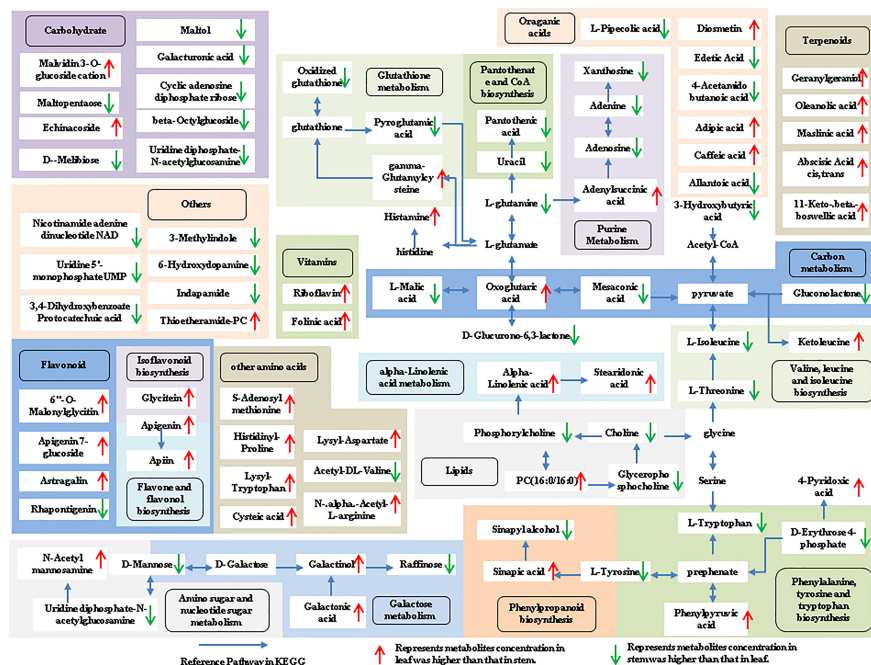 Carbohydrate
Malvidin 3-O-
glucoside cation
Maltopentaose
Echinacoside
D--Melibiose
Maltol
Galacturonic acid
Cyclic adenosine
diphosphate ribose
beta-Octylglucoside
Uridine diphosphate-
N-acetylglucosamine
Others
Nicotinamide adenine
dinucleotide NAD
Uridine 5'-
monophosphate UMP
3,4-Dihydroxybenzoate
Protocatechuic acid
3-Methylindole
6-Hydroxydopamine
Indapamide
Thioetheramide-PC
Oxidized
glutathione
Glutathione
metabolism
glutathione
Pyroglutamic
acid
gamma-
Glutamylcy
steine
Histamine
histidine
Pantothenat
e and CoA
biosynthesis
Pantothenic
acid
Uracil
L-glutamine
L-glutamate
Oraganic
acids
L-Pipecolic acid
Xanthosine
Adenine
Adenosine
Adenylsuccinic
acid
Purine
Metabolism
Diosmetin
Edetic Acid
4-Acetamido
butanoic acid
Adipic acid
Caffeic acid
Allantoic acid
3-Hydroxybutyric
acid
Acetyl-CoA
Terpenoids
Geranylgeraniol
Oleanolic acid
Maslinic acid
Abscisic Acid
cis,trans
11-Keto-,beta-
boswellic acid
Vitamins
Riboflavin
Folinic acid
Carbon
metabolism
L-Malic
acid
Oxoglutaric
acid
Mesaconic
acid
pyruvate
Gluconolactone
D-Glucurono-6,3-lactone
Flavonoid
6"-O-
Malonylglycitin
Apigenin 7-
glucoside
Astragalin
Rhapontigenin
Isoflavonoid
biosynthesis
Glycitein
Apigenin
Apiin
Flavone and
flavonol
biosynthesis
other amino acids
S-Adenosyl
methionine
Histidinyl-
Proline
Lysyl-
Tryptophan
Cysteic acid
Lysyl-Aspartate
Acetyl-DL-Valine
N-.alpha.-Acetyl-
L-arginine
alpha-Linolenic
acid metabolism
Alpha-
Linolenic acid
Stearidonic
acid
Phosphorylcholine
Choline
glycine
Lipids
PC(16:0/16:0)
Glyceropho
sphocholine
L-Isoleucine
Ketoleucine
L-Threonine
Valine, leucine
and isoleucine
biosynthesis
Serine
4-Pyridoxic
acid
L-Tryptophan
D-Erythrose 4-
phosphate
Sinapylalcohol
Sinapic acid
L-Tyrosine
prephenate
Phenylpropanoid
biosynthesis
Phenylpyruvic
acid
Phenylalanine,
tyrosine and
tryptophan
biosynthesis
N-Acetyl
mannosamine
D-Mannose
D-Galactose
Galactinol
Raffinose
Uridine diphosphate-N-
acetylglucosamine
Amino sugar and
nucleotide sugar
metabolism
Galactonic
acid
Galactose
metabolism
Reference Pathway in KEGG
Represents metabolites concentration in
leaf was higher than that in stem.
Represents metabolites concentration in
stem was higher than that in leaf.